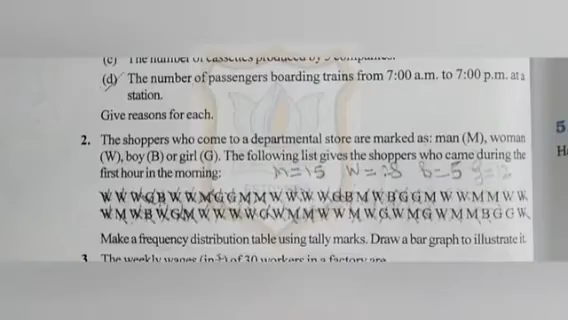 (c) The number of cassettes produced by 5 companies.
(d) The number of passengers boarding trains from 7:00 a.m. to 7:00 p.m. at a
station.
Give reasons for each.
2. The shoppers who come to a departmental store are marked as: man (M), woman
(W), boy (B) or girl (G). The following list gives the shoppers who came during the
first hour in the morning: M=15 W=28 B=5 g=12
W W W G B W W M G G M M W W W W G B M W B G G M W W M M W W
W M W B W G M W W W W G W M M W W M W G W M G W M M B G G W
Make a frequency distribution table using tally marks. Draw a bar graph to illustrate it.
3 The weekly wages (in ₹) of 30 workers in a factory are
5
H